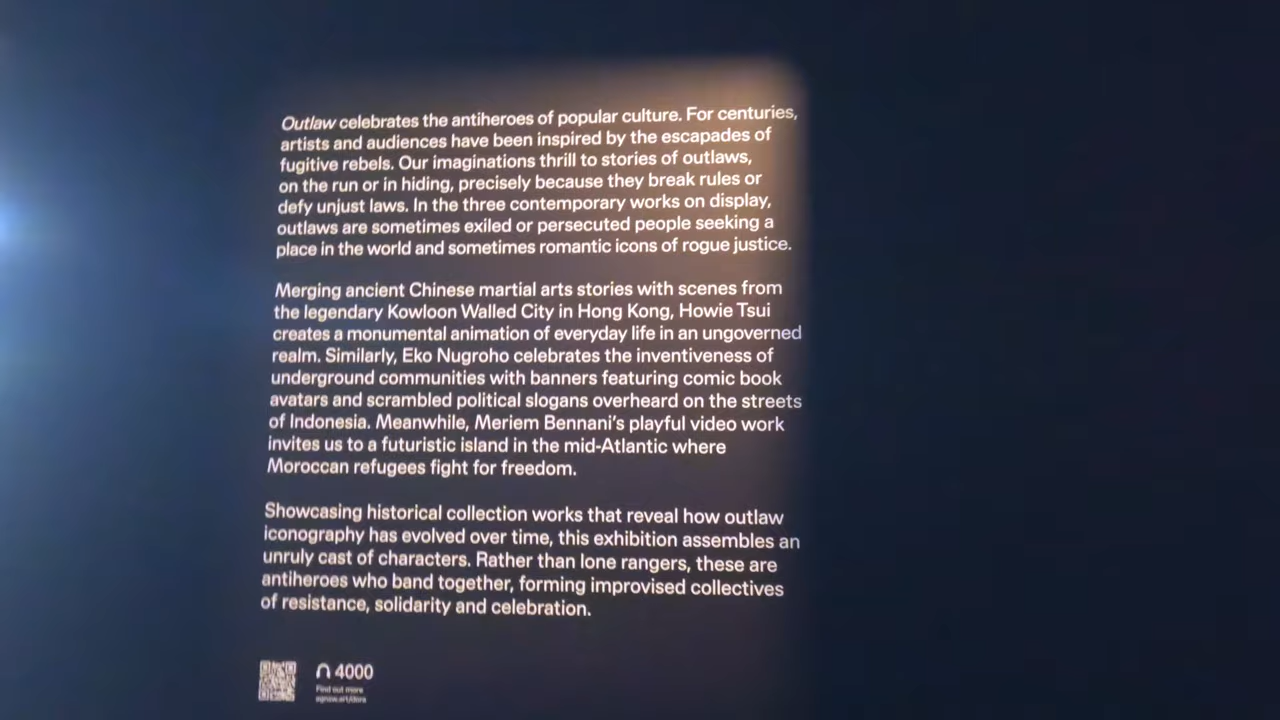 Outlaw celebrates the antiheroes of popular culture. For centuries,
artists and audiences have been inspired by the escapades of
fugitive rebels. Our imaginations thrill to stories of outlaws,
on the run or in hiding, precisely because they break rules or
defy unjust laws. In the three contemporary works on display,
outlaws are sometimes exiled or persecuted people seeking a
place in the world and sometimes romantic icons of rogue justice.
Merging ancient Chinese martial arts stories with scenes from
the legendary Kowloon Walled City in Hong Kong, Howie Tsui
creates a monumental animation of everyday life in an ungoverned
realm. Similarly, Eko Nugroho celebrates the inventiveness of
underground communities with banners featuring comic book
avatars and scrambled political slogans overheard on the streets
of Indonesia. Meanwhile, Meriem Bennani's playful video work
invites us to a futuristic island in the mid-Atlantic where
Moroccan refugees fight for freedom.
Showcasing historical collection works that reveal how outlaw
iconography has evolved over time, this exhibition assembles an
unruly cast of characters. Rather than lone rangers, these are
antiheroes who band together, forming improvised collectives
of resistance, solidarity and celebration.
4000
Find out more